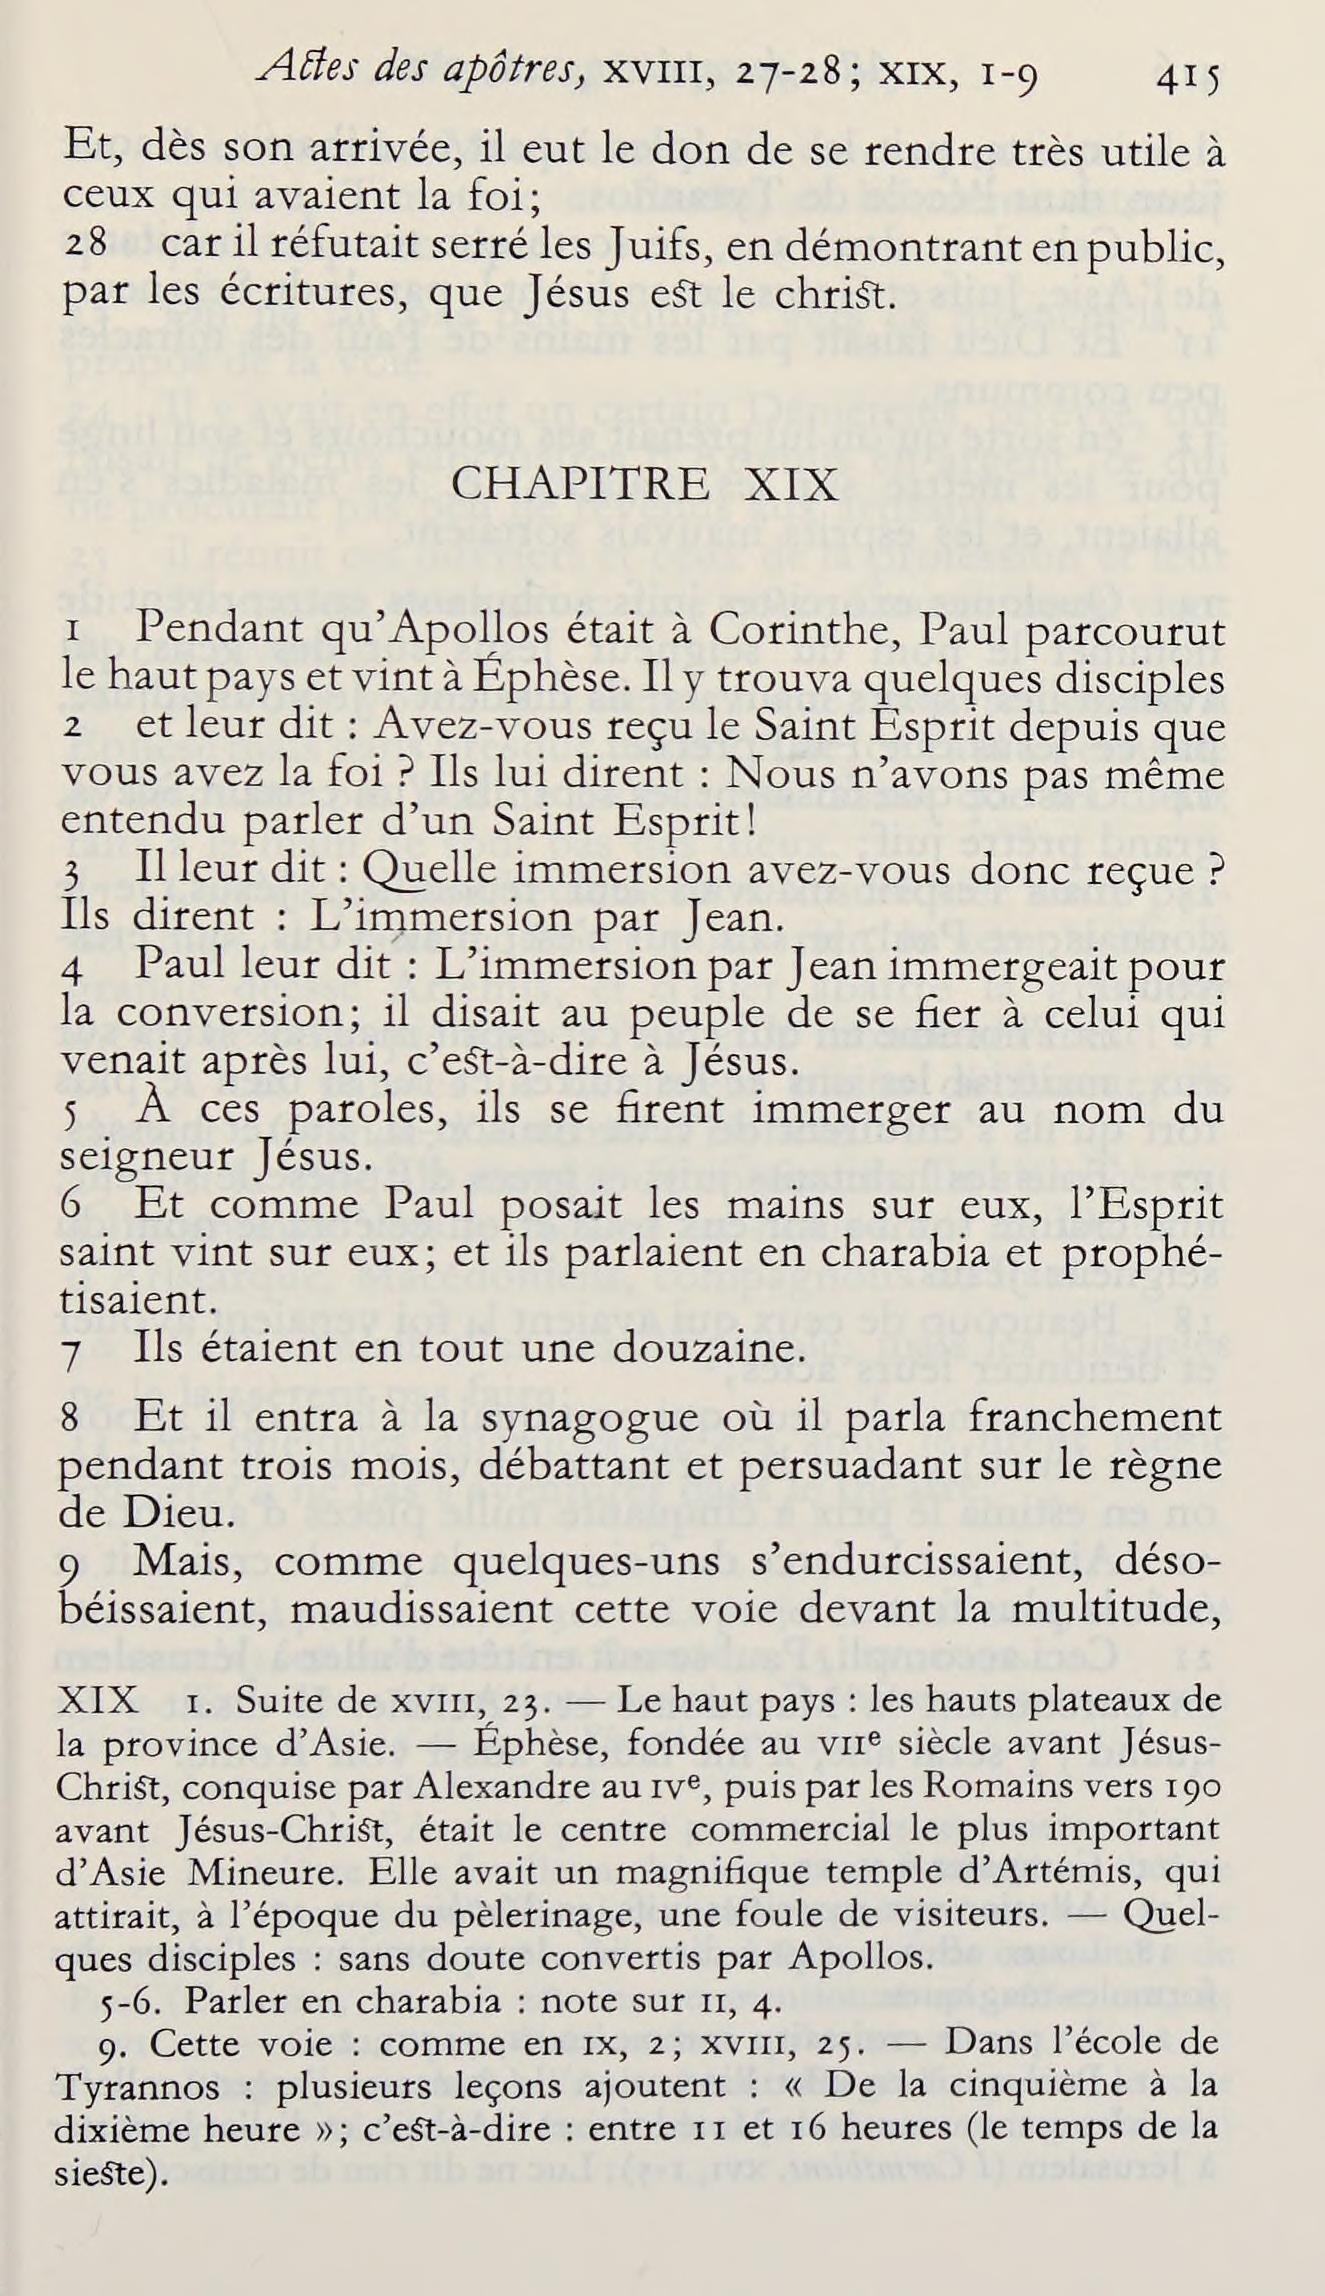 Actes des apôtres, XVIII, 27-28; XIX, 1-9 415
Et, dès son arrivée, il eut le don de se rendre très utile à
ceux qui avaient la foi;
28 car il réfutait serré les Juifs, en démontrant en public,
par les écritures, que Jésus est le christ.
CHAPITRE XIX
1 Pendant qu'Apollos était à Corinthe, Paul parcourut
le haut pays et vint à Éphèse. Il y trouva quelques disciples
2 et leur dit : Avez-vous reçu le Saint Esprit depuis que
vous avez la foi ? Ils lui dirent : Nous n'avons pas même
entendu parler d'un Saint Esprit!
3 Il leur dit : Quelle immersion avez-vous donc reçue ?
Ils dirent : L'immersion par Jean.
4 Paul leur dit : L'immersion par Jean immergeait pour
la conversion; il disait au peuple de se fier à celui qui
venait après lui, c'est-à-dire à Jésus.
5 À ces paroles, ils se firent immerger au nom du
seigneur Jésus.
6 Et comme Paul posait les mains sur eux, l'Esprit
saint vint sur eux; et ils parlaient en charabia et prophé-
tisaient.
7 Ils étaient en tout une douzaine.
8 Et il entra à la synagogue où il parla franchement
pendant trois mois, débattant et persuadant sur le règne
de Dieu.
9 Mais, comme quelques-uns s'endurcissaient, déso-
béissaient, maudissaient cette voie devant la multitude,
XIX 1. Suite de XVIII, 23. — Le haut pays : les hauts plateaux de
la province d'Asie. — Éphèse, fondée au VIIe siècle avant Jésus-
Christ, conquise par Alexandre au IVe, puis par les Romains vers 190
avant Jésus-Christ, était le centre commercial le plus important
d'Asie Mineure. Elle avait un magnifique temple d'Artémis, qui
attirait, à l'époque du pèlerinage, une foule de visiteurs. — Quel-
ques disciples : sans doute convertis par Apollos.
5-6. Parler en charabia : note sur II, 4.
9. Cette voie : comme en IX, 2; XVIII, 25. — Dans l'école de
Tyrannos : plusieurs leçons ajoutent : « De la cinquième à la
dixième heure »; c'est-à-dire : entre 11 et 16 heures (le temps de la
sieste).